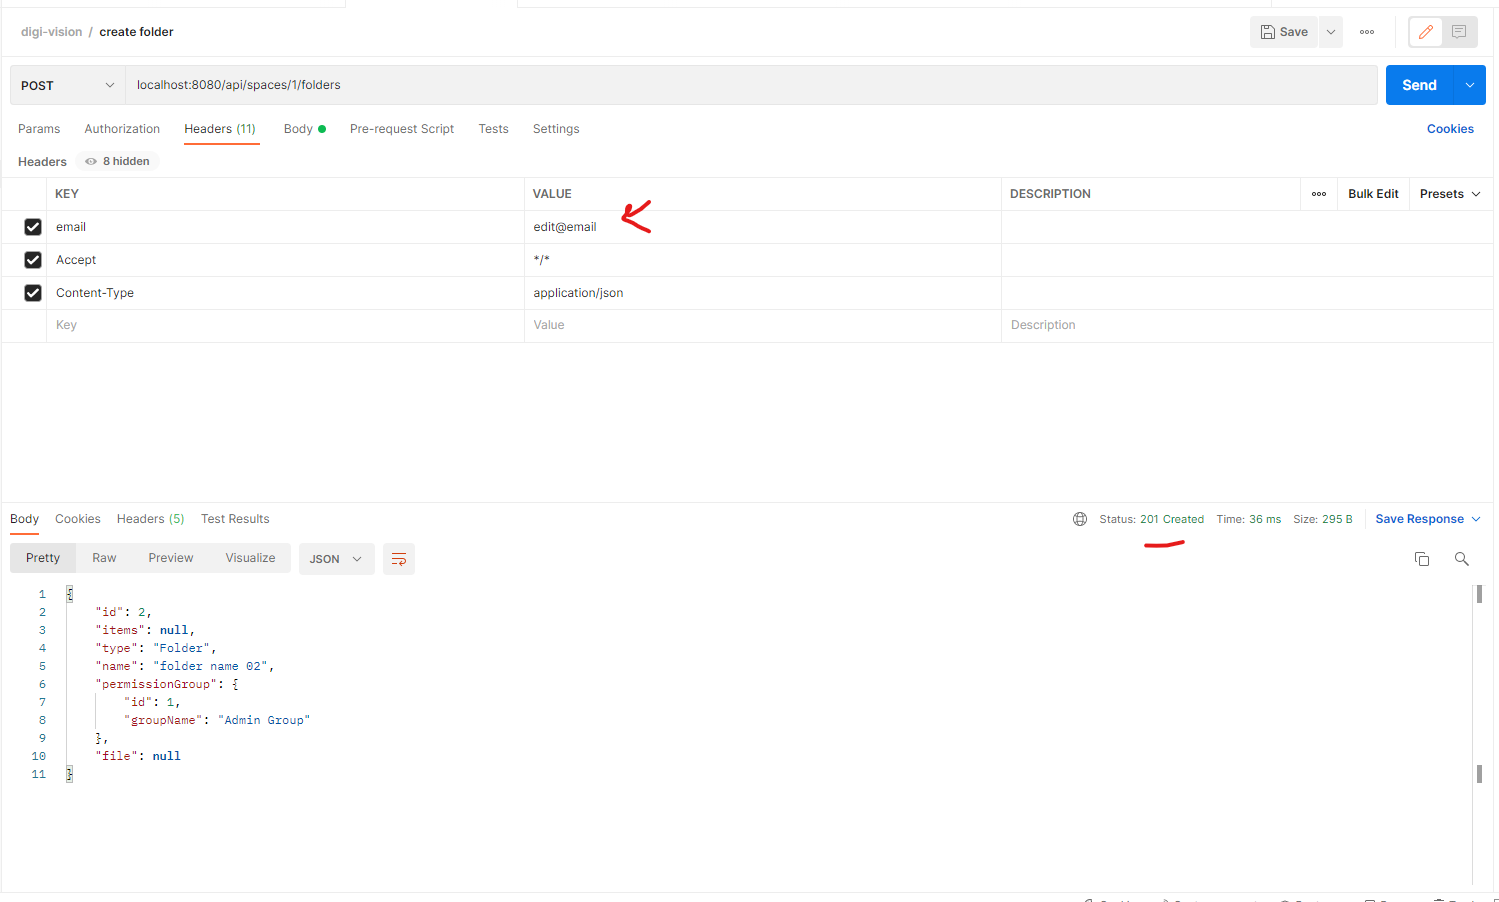 digi-vision / create folder
Save
POST
localhost:8080/api/spaces/1/folders
Send
Params Authorization Headers (11) Body Pre-request Script Tests Settings Cookies
Headers 8 hidden
KEY VALUE DESCRIPTION Bulk Edit Presets
email edit@email
Accept */*
Content-Type application/json
Key Value Description
Body Cookies Headers (5) Test Results Status: 201 Created Time: 36 ms Size: 295 B Save Response
Pretty Raw Preview Visualize JSON
1 {
2 "id": 2,
3 "items": null,
4 "type": "Folder",
5 "name": "folder name 02",
6 "permissionGroup": {
7 "id": 1,
8 "groupName": "Admin Group"
9 },
10 "file": null
11 }